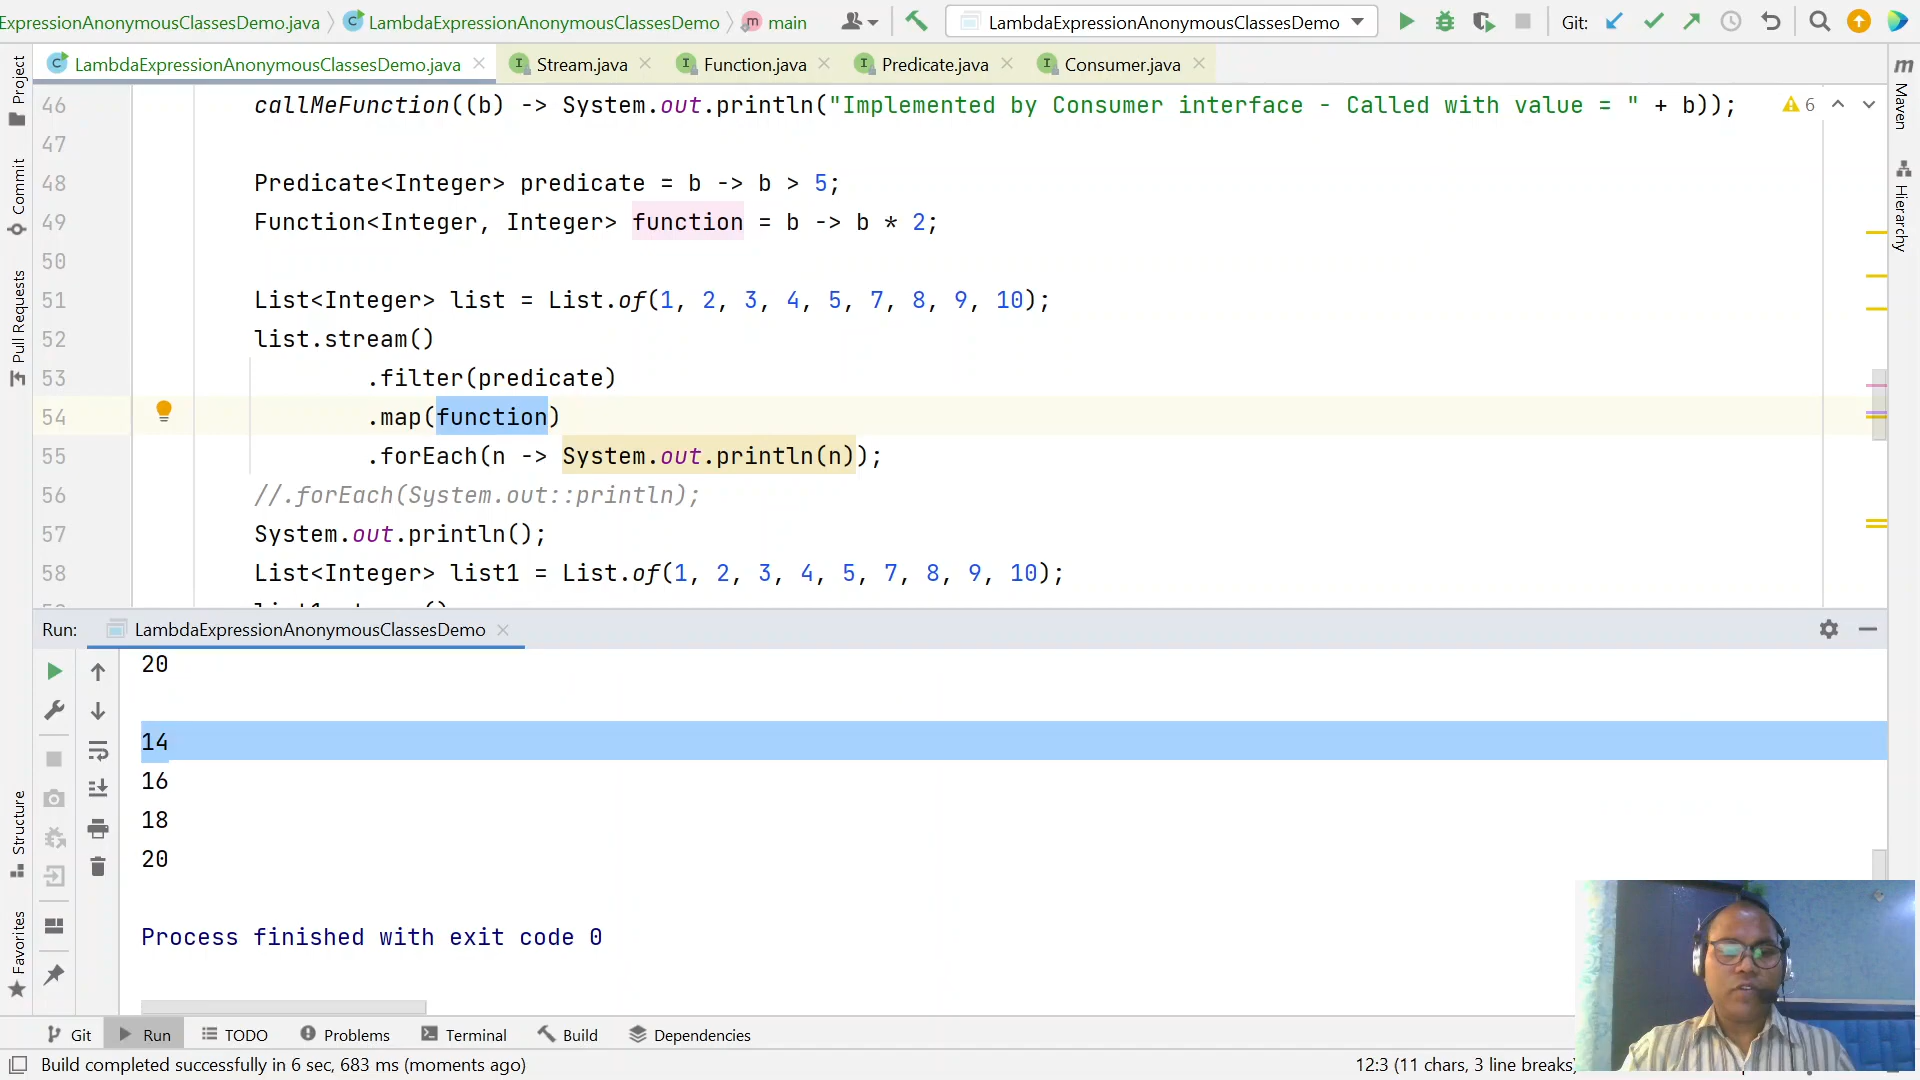 ExpressionAnonymousClassesDemo.java LambdaExpressionAnonymousClassesDemo main LambdaExpressionAnonymousClassesDemo Git:
LambdaExpressionAnonymousClassesDemo.java Stream.java Function.java Predicate.java Consumer.java
46 callMeFunction((b) -> System.out.println("Implemented by Consumer interface - Called with value = " + b)); 6
47
48 Predicate<Integer> predicate = b -> b > 5;
49 Function<Integer, Integer> function = b -> b * 2;
50
51 List<Integer> list = List.of(1, 2, 3, 4, 5, 7, 8, 9, 10);
52 list.stream()
53 .filter(predicate)
54 .map(function)
55 .forEach(n -> System.out.println(n));
56 //.forEach(System.out::println);
57 System.out.println();
58 List<Integer> list1 = List.of(1, 2, 3, 4, 5, 7, 8, 9, 10);
Project
Commit
Pull Requests
Structure
Favorites
Maven
Hierarchy
Run: LambdaExpressionAnonymousClassesDemo
20
14
16
18
20
Process finished with exit code 0
Git Run TODO Problems Terminal Build Dependencies
Build completed successfully in 6 sec, 683 ms (moments ago) 12:3 (11 chars, 3 line breaks)